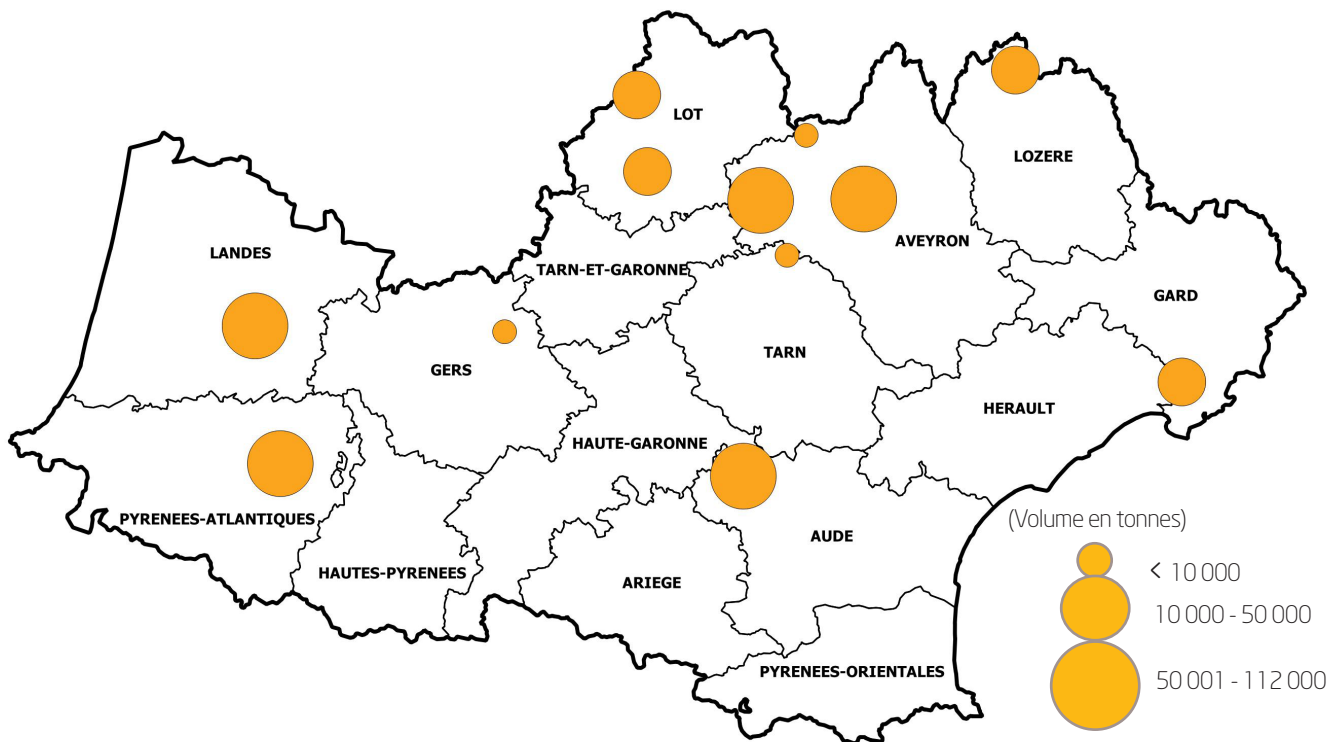 LOT
LOZERE
LANDES
AVEYRON
TARN-ET-GARONNE
GARD
TARN
GERS
HERAULT
HAUTE-GARONNE
PYRENEES-ATLANTIQUES
(Volume en tonnes)
AUDE
HAUTES-PYRENEES
ARIEGE
< 10 000
10 000 - 50 000
PYRENEES-ORIENTALES
50 001 - 112 000